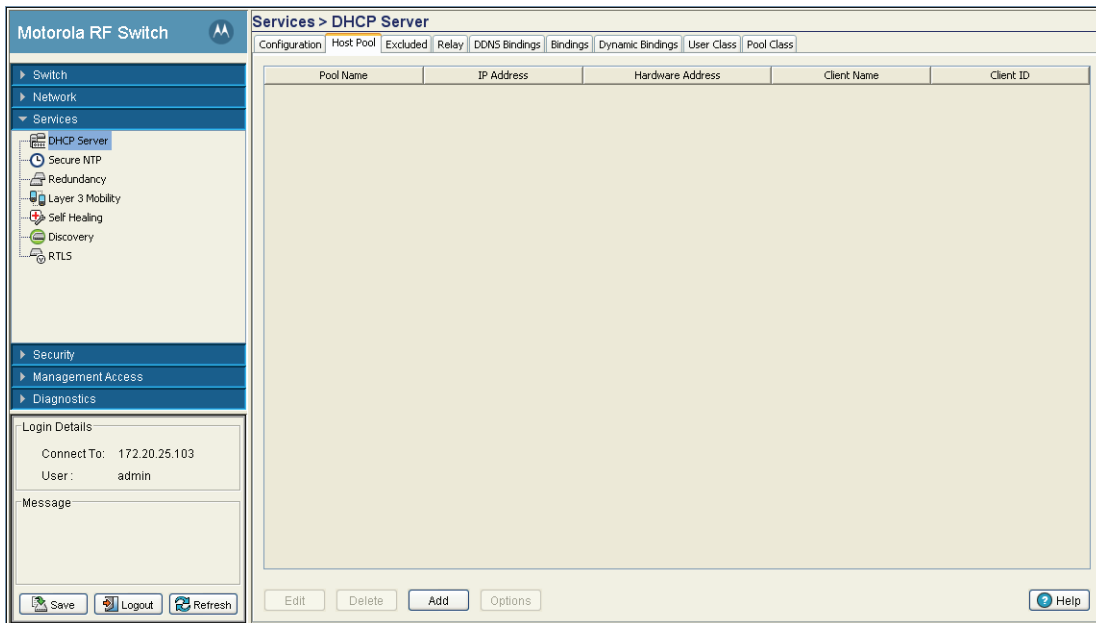 Motorola RF Switch
Services > DHCP Server
Configuration Host Pool Excluded Relay DDNS Bindings Bindings Dynamic Bindings User Class Pool Class
Pool Name IP Address Hardware Address Client Name Client ID
Switch
Network
Services
DHCP Server
Secure NTP
Redundancy
Layer 3 Mobility
Self Healing
Discovery
RTLS
Security
Management Access
Diagnostics
Login Details
Connect To: 172.20.25.103
User : admin
Message
Save Logout Refresh
Edit Delete Add Options Help